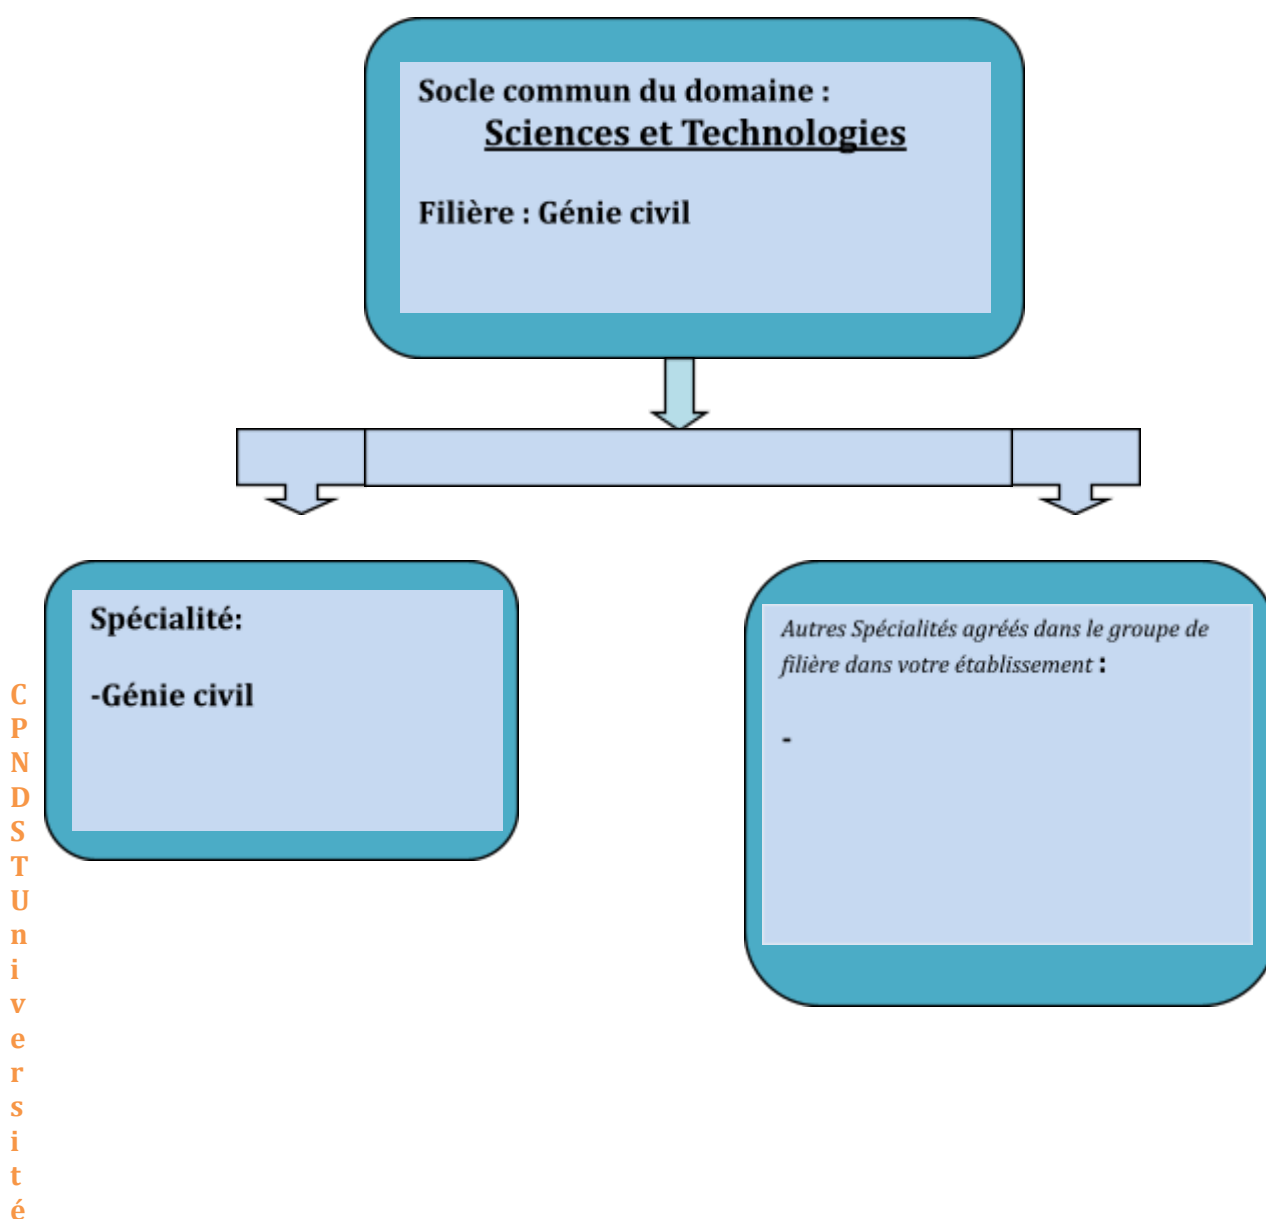 Socle commun du domaine :
Sciences et Technologies
Filière : Génie civil
Spécialité:
-Génie civil
Autres Spécialités agréés dans le groupe de
filière dans votre établissement :
-
C
P
N
D
S
T
U
n
i
v
e
r
s
i
t
é